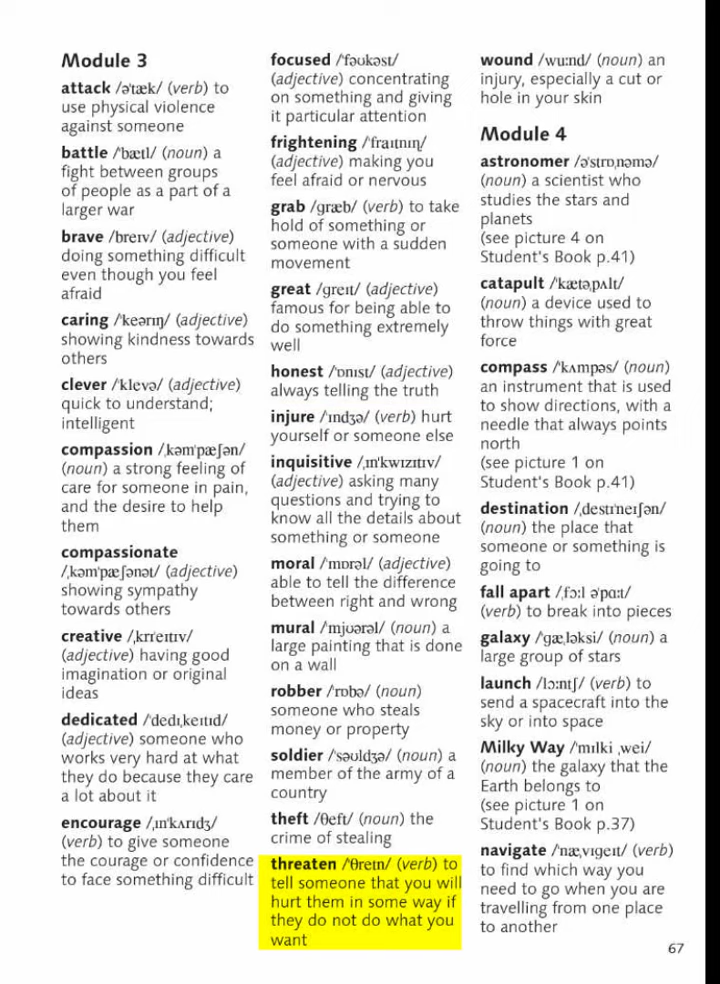 Module 3
attack /əˈtæk/ (verb) to
use physical violence
against someone
battle /ˈbætl/ (noun) a
fight between groups
of people as a part of a
larger war
brave /breɪv/ (adjective)
doing something difficult
even though you feel
afraid
caring /ˈkeərɪŋ/ (adjective)
showing kindness towards
others
clever /ˈklevə/ (adjective)
quick to understand;
intelligent
compassion /ˌkəmˈpæʃən/
(noun) a strong feeling of
care for someone in pain,
and the desire to help
them
compassionate
/ˌkəmˈpæʃənət/ (adjective)
showing sympathy
towards others
creative /ˌkrɪˈeɪtɪv/
(adjective) having good
imagination or original
ideas
dedicated /ˈdedɪˌkeɪtɪd/
(adjective) someone who
works very hard at what
they do because they care
a lot about it
encourage /ˌɪnˈkʌrɪdʒ/
(verb) to give someone
the courage or confidence
to face something difficult
focused /ˈfəʊkəst/
(adjective) concentrating
on something and giving
it particular attention
frightening /ˈfraɪtnɪŋ/
(adjective) making you
feel afraid or nervous
grab /græb/ (verb) to take
hold of something or
someone with a sudden
movement
great /greɪt/ (adjective)
famous for being able to
do something extremely
well
honest /ˈɒnɪst/ (adjective)
always telling the truth
injure /ˈɪndʒə/ (verb) hurt
yourself or someone else
inquisitive /ˌɪnˈkwɪzɪtɪv/
(adjective) asking many
questions and trying to
know all the details about
something or someone
moral /ˈmɒrəl/ (adjective)
able to tell the difference
between right and wrong
mural /ˈmjʊərəl/ (noun) a
large painting that is done
on a wall
robber /ˈrɒbə/ (noun)
someone who steals
money or property
soldier /ˈsəʊldʒə/ (noun) a
member of the army of a
country
theft /θeft/ (noun) the
crime of stealing
threaten /ˈθretn/ (verb) to
tell someone that you will
hurt them in some way if
they do not do what you
want
wound /wuːnd/ (noun) an
injury, especially a cut or
hole in your skin
Module 4
astronomer /əˈstrɒˌnəmə/
(noun) a scientist who
studies the stars and
planets
(see picture 4 on
Student's Book p.41)
catapult /ˈkætəˌpʌlt/
(noun) a device used to
throw things with great
force
compass /ˈkʌmpəs/ (noun)
an instrument that is used
to show directions, with a
needle that always points
north
(see picture 1 on
Student's Book p.41)
destination /ˌdestɪˈneɪʃən/
(noun) the place that
someone or something is
going to
fall apart /ˌfɔːl əˈpɑːt/
(verb) to break into pieces
galaxy /ˈgæˌləksi/ (noun) a
large group of stars
launch /lɔːntʃ/ (verb) to
send a spacecraft into the
sky or into space
Milky Way /ˈmɪlki ˌwei/
(noun) the galaxy that the
Earth belongs to
(see picture 1 on
Student's Book p.37)
navigate /ˈnæˌvɪgeɪt/ (verb)
to find which way you
need to go when you are
travelling from one place
to another
67